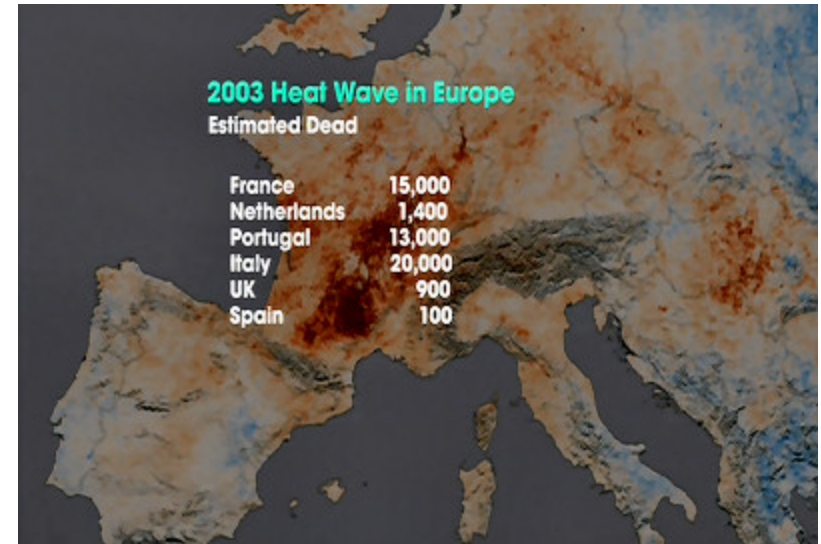 2003 Heat Wave in Europe
Estimated Dead
France 15,000
Netherlands 1,400
Portugal 13,000
Italy 20,000
UK 900
Spain 100